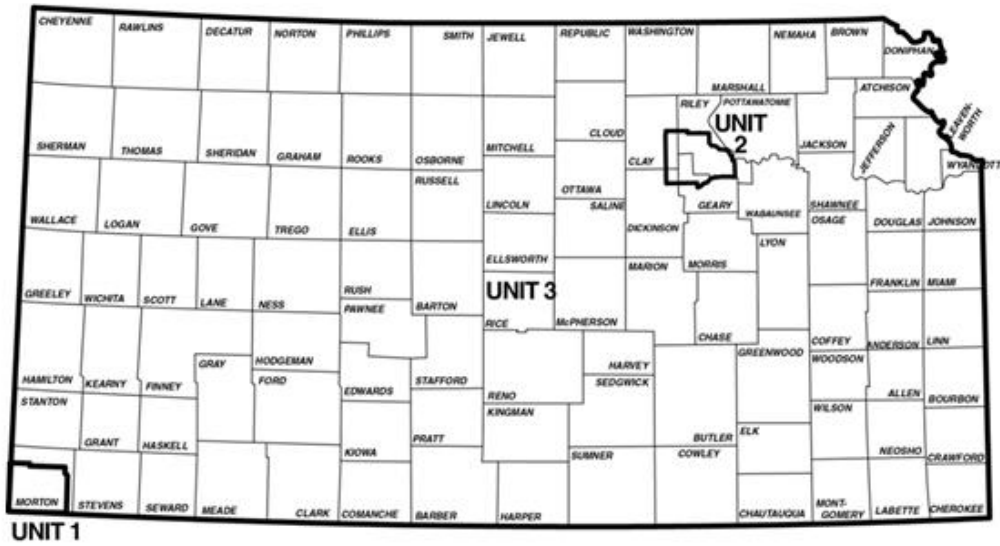 CHEYENNE
RAWLINS
DECATUR
NORTON
PHILLIPS
SMITH
JEWELL
REPUBLIC
WASHINGTON
NEMAHA
BROWN
DONIPHAN
MARSHALL
ATCHISON
RILEY
POTTAWATOMIE
LEAVEN-
WORTH
SHERMAN
THOMAS
SHERIDAN
GRAHAM
ROOKS
OSBORNE
MITCHELL
CLOUD
CLAY
UNIT
2
JACKSON
JEFFERSON
WYANDOTT
RUSSELL
LINCOLN
OTTAWA
SALINE
GEARY
WABAUNSEE
SHAWNEE
OSAGE
DOUGLAS
JOHNSON
WALLACE
LOGAN
GOVE
TREGO
ELLIS
DICKINSON
LYON
ELLSWORTH
MARION
MORRIS
GREELEY
WICHITA
SCOTT
LANE
NESS
RUSH
PAWNEE
BARTON
UNIT 3
RICE
McPHERSON
CHASE
FRANKLIN
MIAMI
COFFEY
ANDERSON
LINN
HAMILTON
KEARNY
FINNEY
GRAY
HODGEMAN
FORD
EDWARDS
STAFFORD
RENO
HARVEY
SEDGWICK
GREENWOOD
WOODSON
ALLEN
BOURBON
STANTON
GRANT
HASKELL
KIOWA
PRATT
KINGMAN
BUTLER
ELK
WILSON
NEOSHO
CRAWFORD
SUMNER
COWLEY
MORTON
STEVENS
SEWARD
MEADE
CLARK
COMANCHE
BARBER
HARPER
CHAUTAUQUA
MONT-
GOMERY
LABETTE
CHEROKEE
UNIT 1